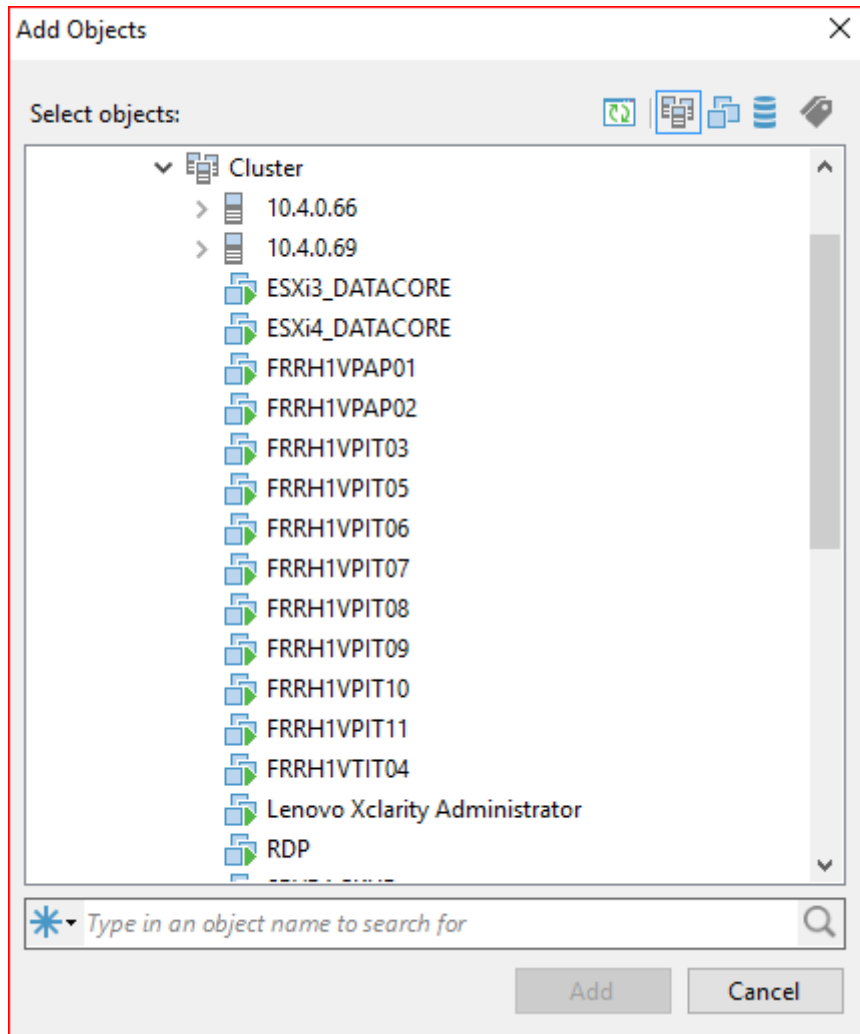 Add Objects
Select objects:
Cluster
10.4.0.66
10.4.0.69
ESXi3_DATACORE
ESXi4_DATACORE
FRRH1VPAP01
FRRH1VPAP02
FRRH1VPIT03
FRRH1VPIT05
FRRH1VPIT06
FRRH1VPIT07
FRRH1VPIT08
FRRH1VPIT09
FRRH1VPIT10
FRRH1VPIT11
FRRH1VTIT04
Lenovo Xclarity Administrator
RDP
Type in an object name to search for
Add Cancel